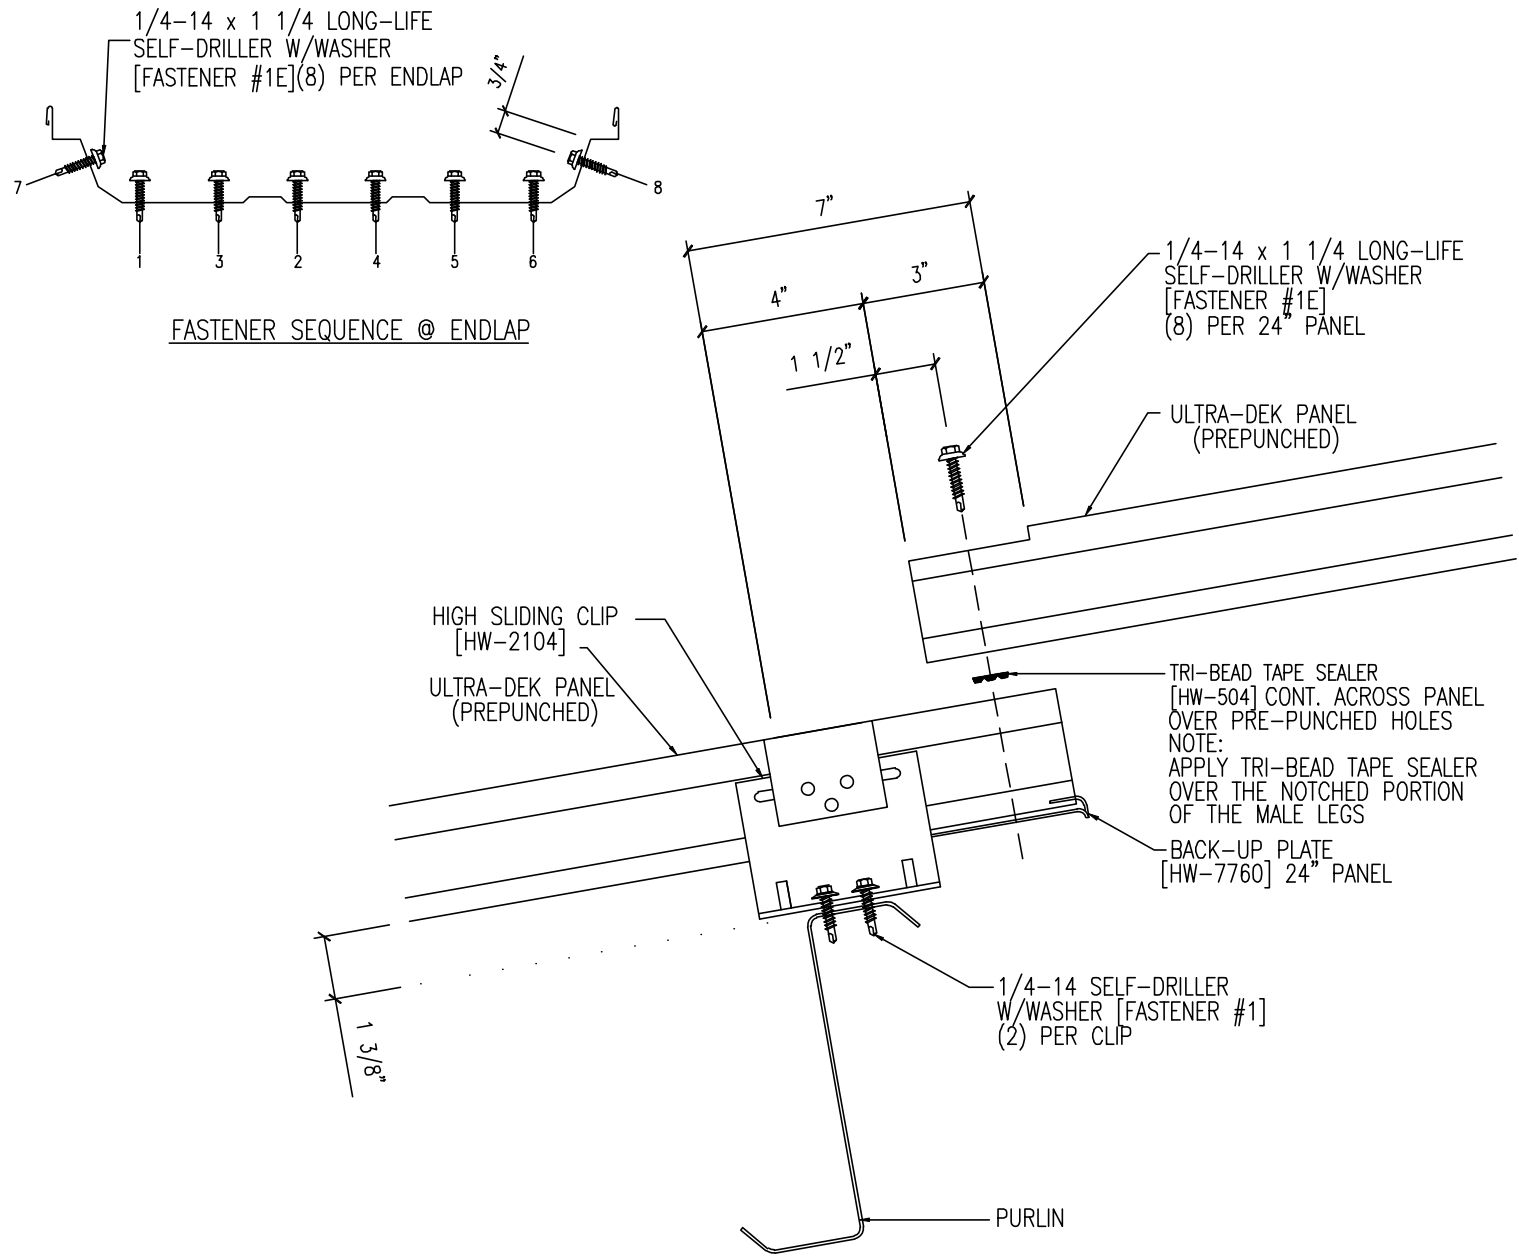 1/4-14 x 1 1/4 LONG-LIFE
SELF-DRILLER W/WASHER
[FASTENER #1E](8) PER ENDLAP
3/4"
7
8
1
3
2
4
5
6
FASTENER SEQUENCE @ ENDLAP
7"
4"
3"
1 1/2"
1/4-14 x 1 1/4 LONG-LIFE
SELF-DRILLER W/WASHER
[FASTENER #1E]
(8) PER 24" PANEL
ULTRA-DEK PANEL
(PREPUNCHED)
HIGH SLIDING CLIP
[HW-2104]
ULTRA-DEK PANEL
(PREPUNCHED)
TRI-BEAD TAPE SEALER
[HW-504] CONT. ACROSS PANEL
OVER PRE-PUNCHED HOLES
NOTE:
APPLY TRI-BEAD TAPE SEALER
OVER THE NOTCHED PORTION
OF THE MALE LEGS
BACK-UP PLATE
[HW-7760] 24" PANEL
1/4-14 SELF-DRILLER
W/WASHER [FASTENER #1]
(2) PER CLIP
1 3/8"
PURLIN